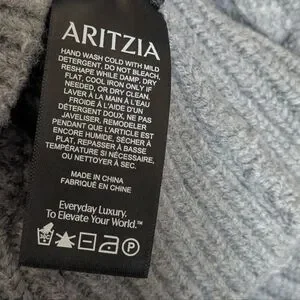 ARITZIA
HAND WASH COLD WITH MILD
DETERGENT, DO NOT BLEACH,
RESHAPE WHILE DAMP, DRY
FLAT, COOL IRON ONLY IF
NEEDED, OR DRY CLEAN.
LAVER À LA MAIN À L'EAU
FROIDE À L'AIDE D'UN
DÉTERGENT DOUX, NE PAS
JAVELISER, REMODELER
PENDANT QUE L'ARTICLE EST
ENCORE HUMIDE, SÉCHER À
PLAT, REPASSER À BASSE
TEMPÉRATURE SI NÉCESSAIRE,
OU NETTOYER À SEC.
MADE IN CHINA
FABRIQUÉ EN CHINE
Everyday Luxury.
To Elevate Your World.™